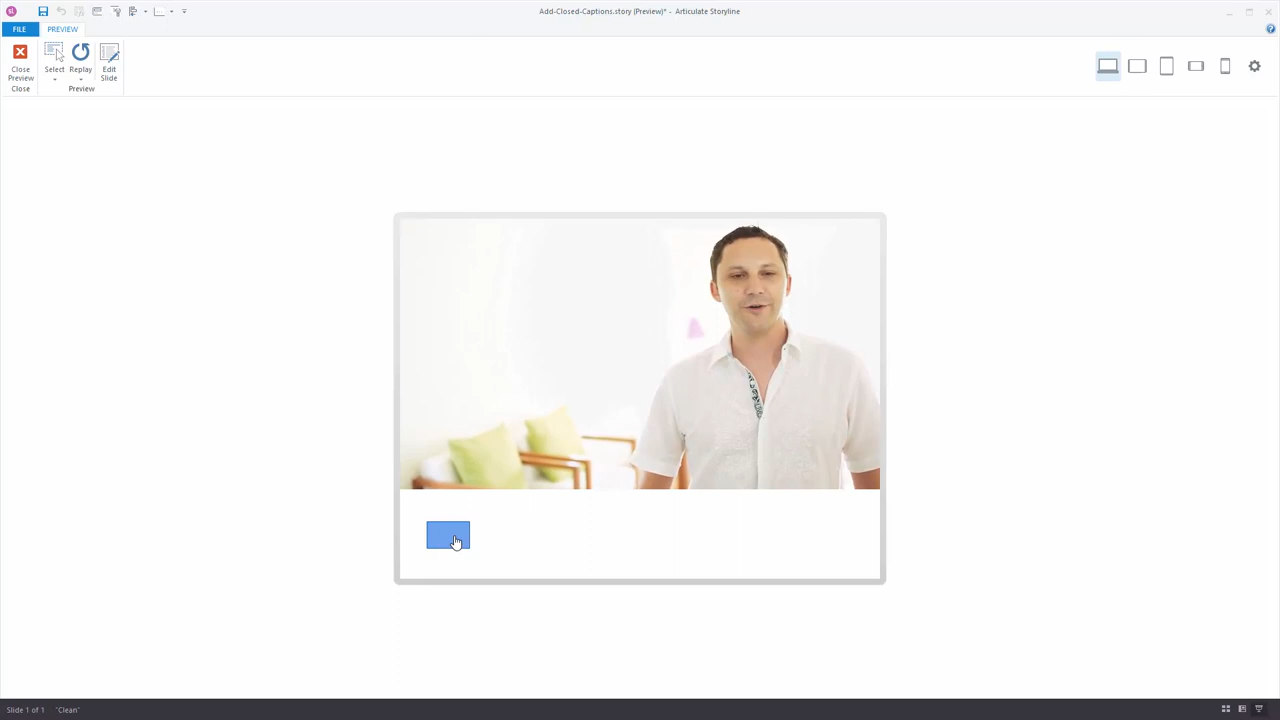 sl
Add-Closed-Captions.story (Preview)* - Articulate Storyline
FILE
PREVIEW
Close Preview
Select
Replay
Edit Slide
Close
Preview
Slide 1 of 1
"Clean"